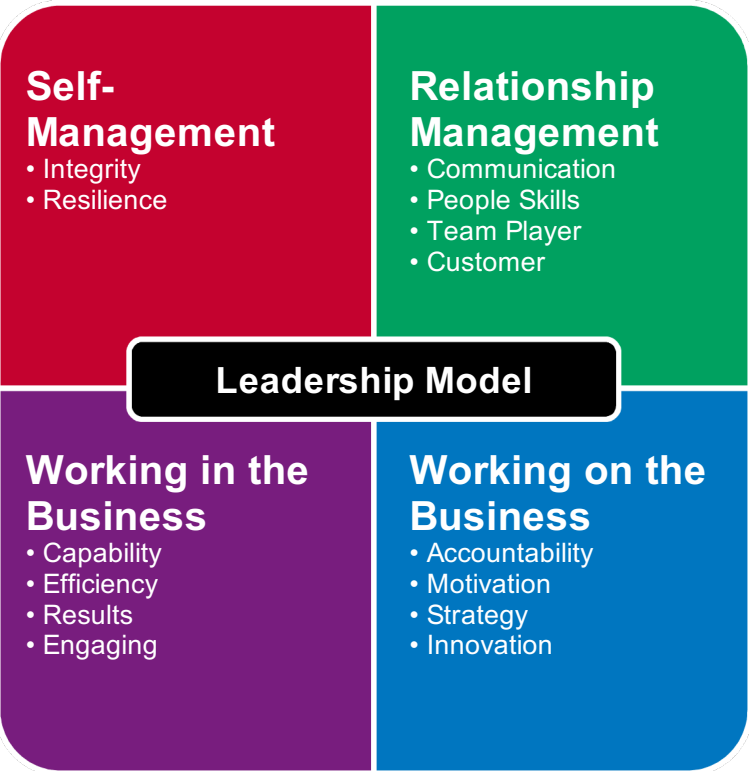 Self-
Management
• Integrity
• Resilience
Relationship
Management
• Communication
• People Skills
• Team Player
• Customer
Leadership Model
Working in the
Business
• Capability
• Efficiency
• Results
• Engaging
Working on the
Business
• Accountability
• Motivation
• Strategy
• Innovation